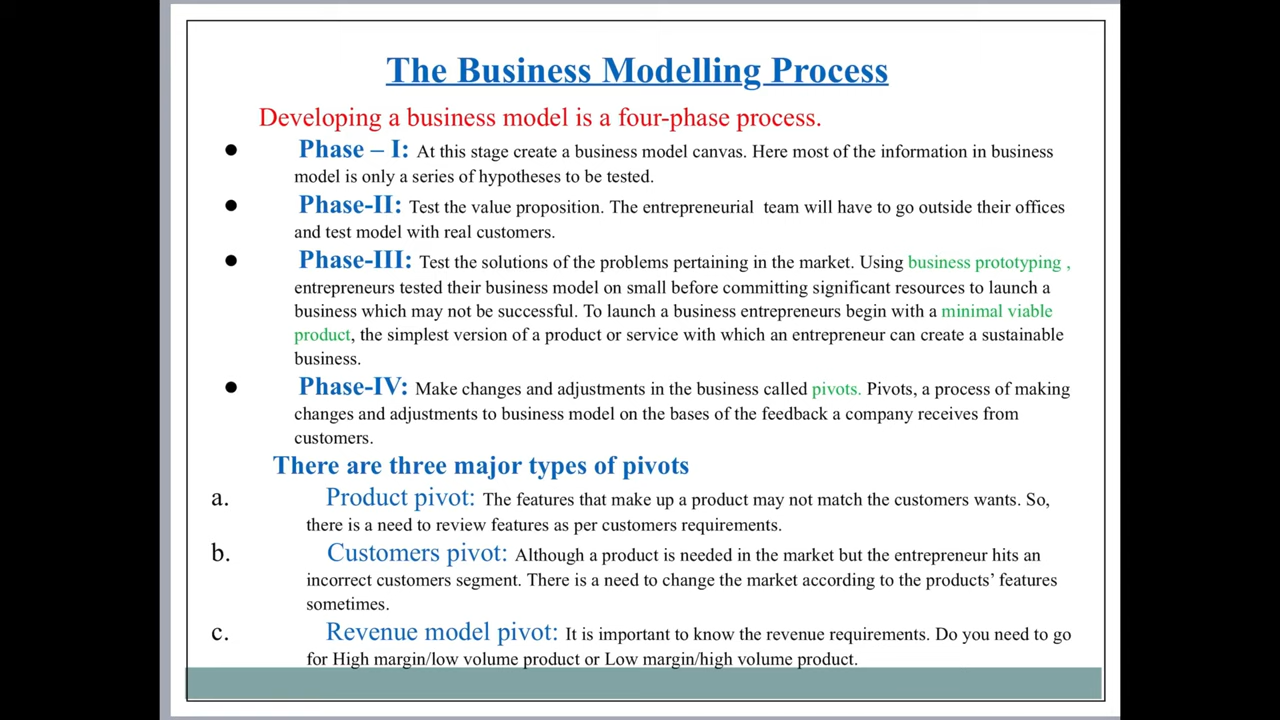 The Business Modelling Process
Developing a business model is a four-phase process.
● Phase – I: At this stage create a business model canvas. Here most of the information in business
model is only a series of hypotheses to be tested.
● Phase-II: Test the value proposition. The entrepreneurial team will have to go outside their offices
and test model with real customers.
● Phase-III: Test the solutions of the problems pertaining in the market. Using business prototyping ,
entrepreneurs tested their business model on small before committing significant resources to launch a
business which may not be successful. To launch a business entrepreneurs begin with a minimal viable
product, the simplest version of a product or service with which an entrepreneur can create a sustainable
business.
● Phase-IV: Make changes and adjustments in the business called pivots. Pivots, a process of making
changes and adjustments to business model on the bases of the feedback a company receives from
customers.
There are three major types of pivots
a. Product pivot: The features that make up a product may not match the customers wants. So,
there is a need to review features as per customers requirements.
b. Customers pivot: Although a product is needed in the market but the entrepreneur hits an
incorrect customers segment. There is a need to change the market according to the products’ features
sometimes.
c. Revenue model pivot: It is important to know the revenue requirements. Do you need to go
for High margin/low volume product or Low margin/high volume product.